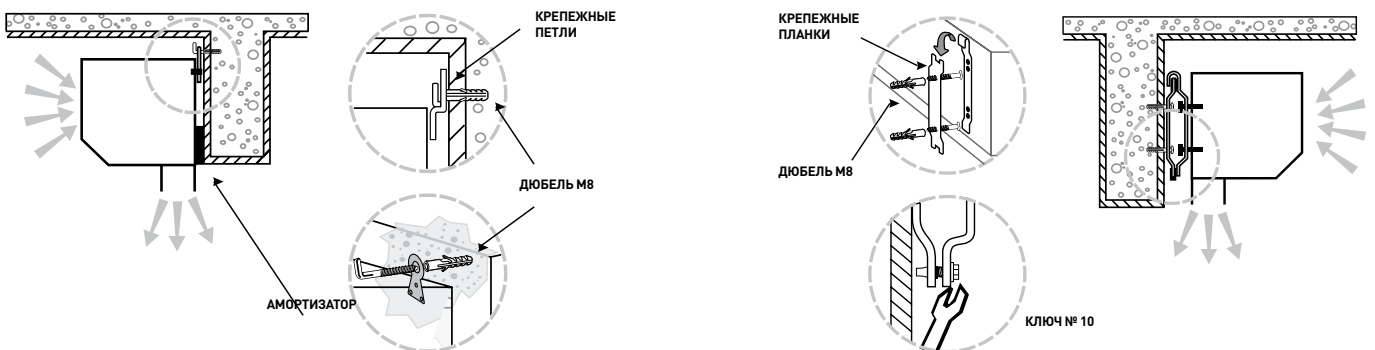 КРЕПЕЖНЫЕ
ПЕТЛИ
ДЮБЕЛЬ М8
АМОРТИЗАТОР
КРЕПЕЖНЫЕ
ПЛАНКИ
ДЮБЕЛЬ М8
КЛЮЧ № 10